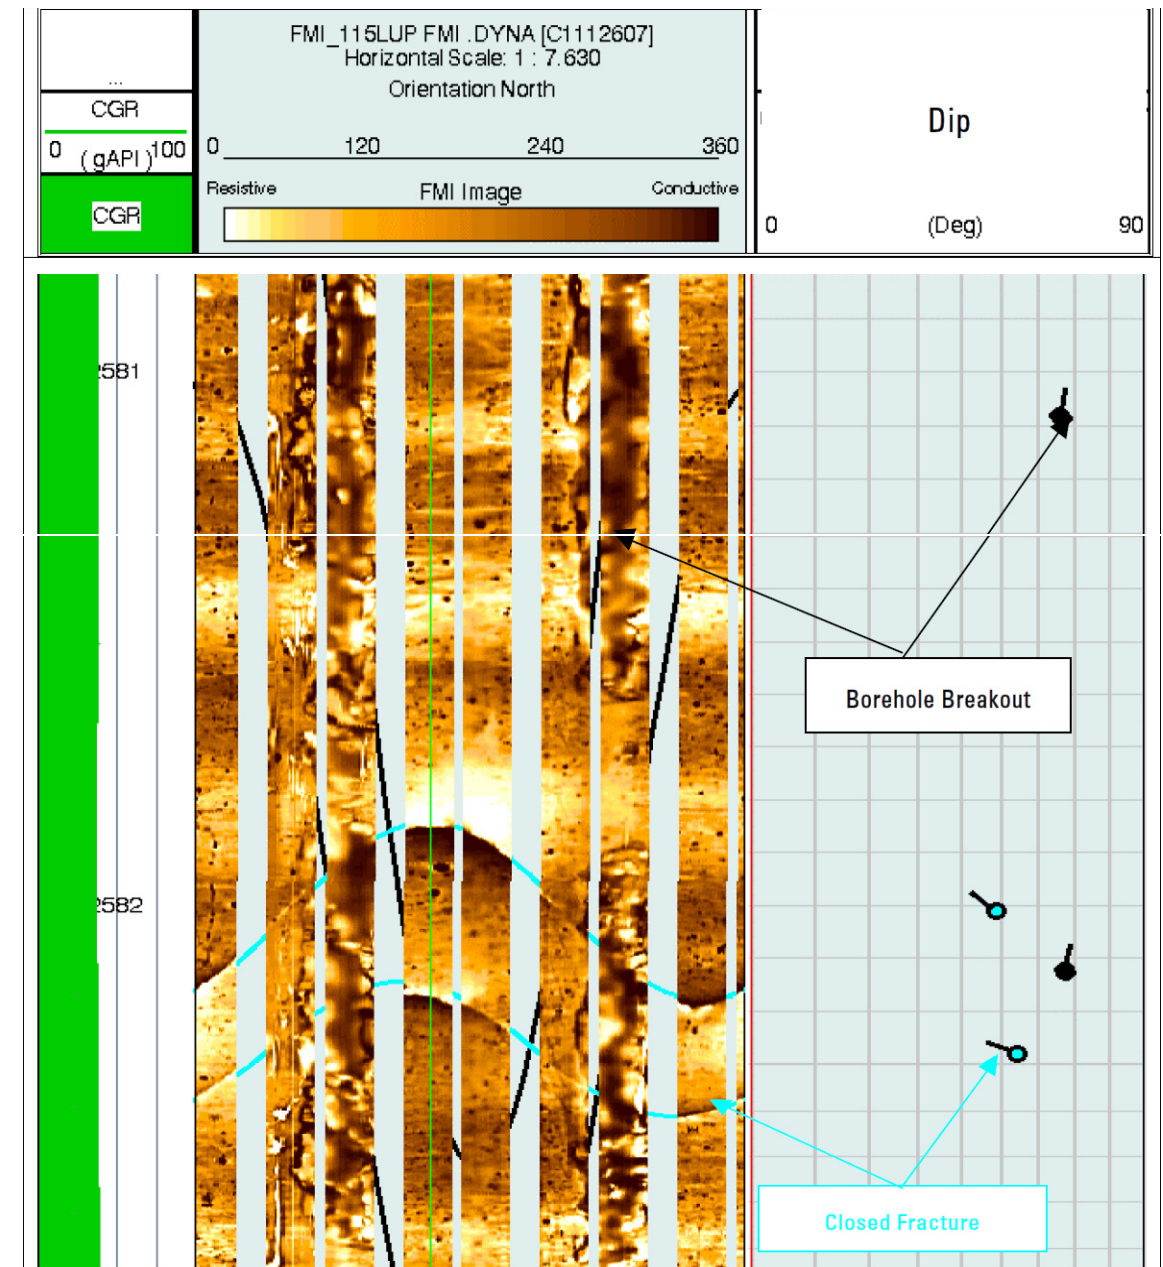 FMI_115LUP FMI .DYNA [C1112607]
Horizontal Scale: 1 : 7.630
Orientation North
...
CGR
0 (gAPI) 100
CGR
0 120 240 360
Resistive FMI Image Conductive
Dip
0 (Deg) 90
2581
Borehole Breakout
2582
Closed Fracture